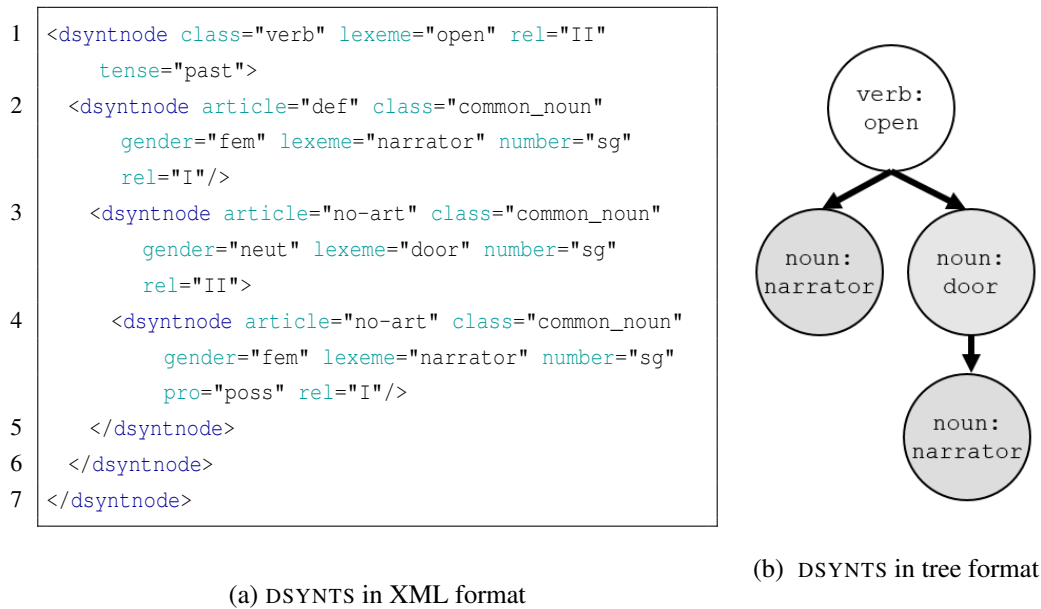 1 <dsyntnode class="verb" lexeme="open" rel="II"
tense="past">
2 <dsyntnode article="def" class="common_noun"
gender="fem" lexeme="narrator" number="sg"
rel="I"/>
3 <dsyntnode article="no-art" class="common_noun"
gender="neut" lexeme="door" number="sg"
rel="II">
4 <dsyntnode article="no-art" class="common_noun"
gender="fem" lexeme="narrator" number="sg"
pro="poss" rel="I"/>
5 </dsyntnode>
6 </dsyntnode>
7 </dsyntnode>
(a) DSYNTS in XML format
verb:
open
noun:
narrator
noun:
door
noun:
narrator
(b) DSYNTS in tree format